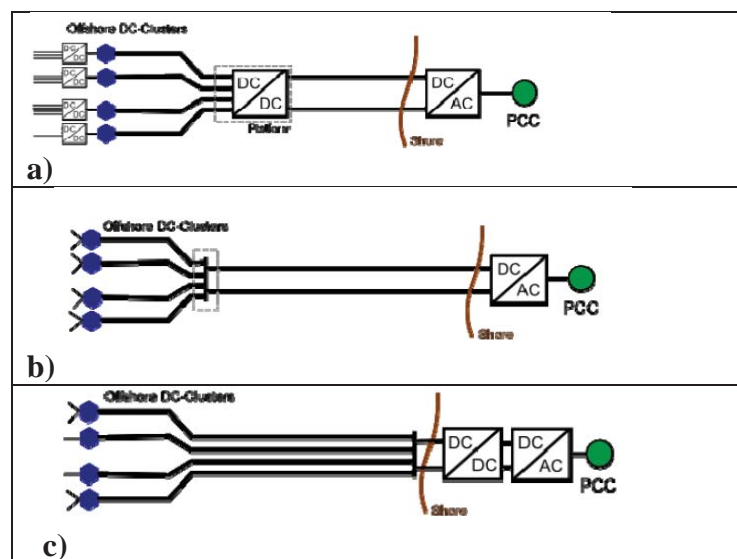 Offshore DC-Clusters
DC
DC
DC
DC
DC
DC
DC
DC
DC
DC
Platform
DC
AC
Shore
PCC
a)
Offshore DC-Clusters
DC
AC
Shore
PCC
b)
Offshore DC-Clusters
DC
DC
DC
AC
Shore
PCC
c)